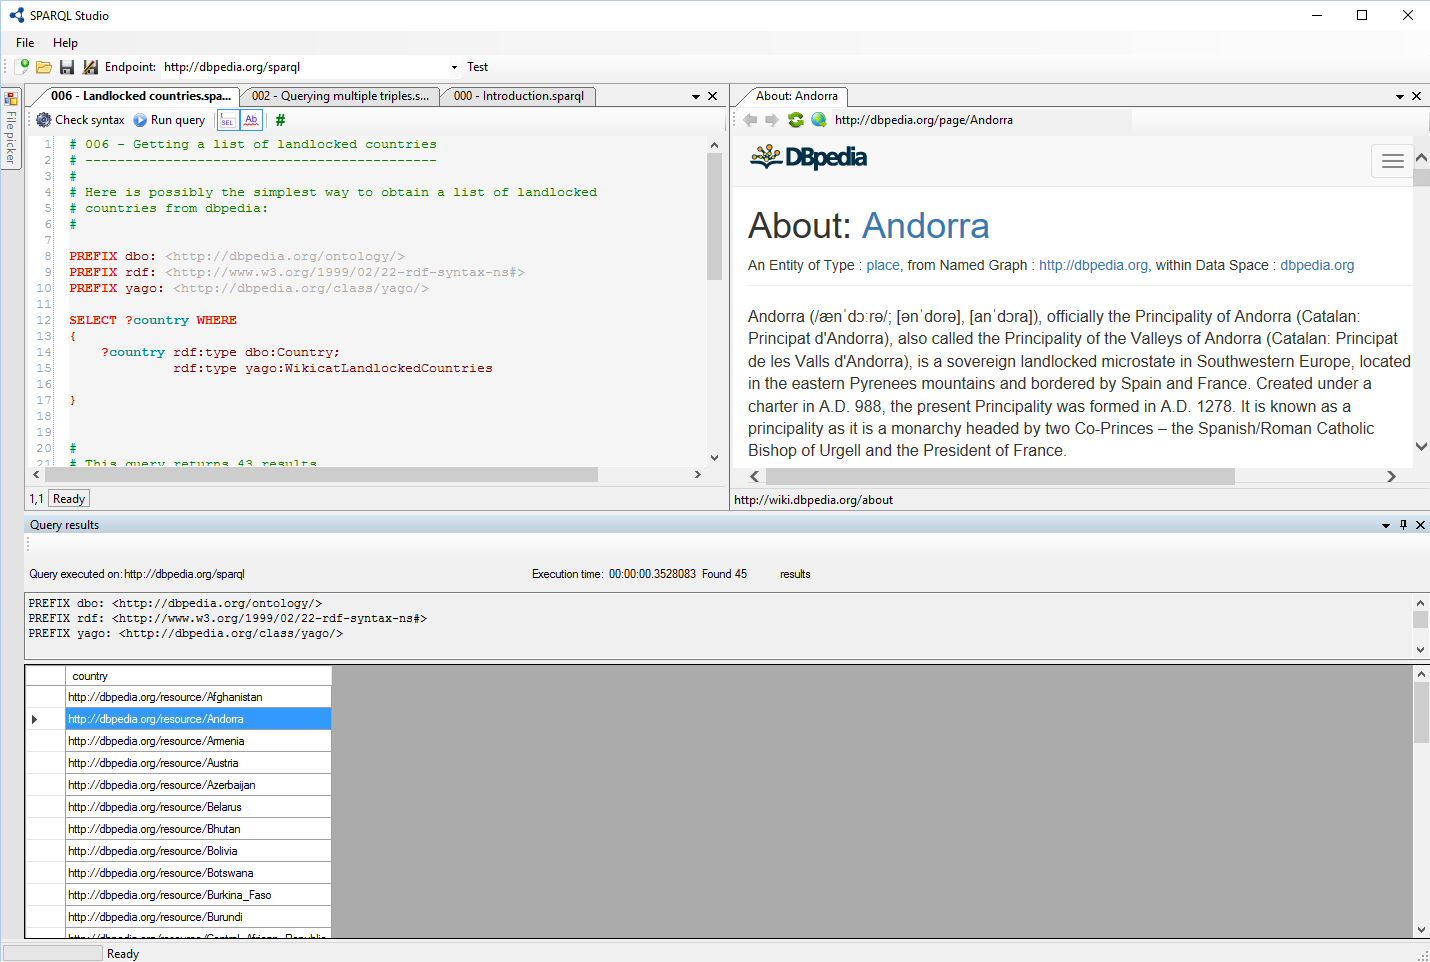 SPARQL Studio
File Help
Endpoint: http://dbpedia.org/sparql Test
File picker
006 - Landlocked countries.spa... 002 - Querying multiple triples.s... 000 - Introduction.sparql
Check syntax Run query SEL Ab #
1 # 006 - Getting a list of landlocked countries
2 # --------------------------------------------
3 #
4 # Here is possibly the simplest way to obtain a list of landlocked
5 # countries from dbpedia:
6 #
7
8 PREFIX dbo: <http://dbpedia.org/ontology/>
9 PREFIX rdf: <http://www.w3.org/1999/02/22-rdf-syntax-ns#>
10 PREFIX yago: <http://dbpedia.org/class/yago/>
11
12 SELECT ?country WHERE
13 {
14 ?country rdf:type dbo:Country;
15 rdf:type yago:WikicatLandlockedCountries
16
17 }
18
19
20 #
21 # This query returns 43 results
1,1 Ready
About: Andorra
http://dbpedia.org/page/Andorra
DBpedia
About: Andorra
An Entity of Type : place, from Named Graph : http://dbpedia.org, within Data Space : dbpedia.org
Andorra (/ænˈdɔːrə/; [ənˈdorə], [anˈdɔra]), officially the Principality of Andorra (Catalan:
Principat d'Andorra), also called the Principality of the Valleys of Andorra (Catalan: Principat
de les Valls d'Andorra), is a sovereign landlocked microstate in Southwestern Europe, located
in the eastern Pyrenees mountains and bordered by Spain and France. Created under a
charter in A.D. 988, the present Principality was formed in A.D. 1278. It is known as a
principality as it is a monarchy headed by two Co-Princes – the Spanish/Roman Catholic
Bishop of Urgell and the President of France.
http://wiki.dbpedia.org/about
Query results
Query executed on: http://dbpedia.org/sparql Execution time: 00:00:00.3528083 Found 45 results
PREFIX dbo: <http://dbpedia.org/ontology/>
PREFIX rdf: <http://www.w3.org/1999/02/22-rdf-syntax-ns#>
PREFIX yago: <http://dbpedia.org/class/yago/>
country
http://dbpedia.org/resource/Afghanistan
http://dbpedia.org/resource/Andorra
http://dbpedia.org/resource/Armenia
http://dbpedia.org/resource/Austria
http://dbpedia.org/resource/Azerbaijan
http://dbpedia.org/resource/Belarus
http://dbpedia.org/resource/Bhutan
http://dbpedia.org/resource/Bolivia
http://dbpedia.org/resource/Botswana
http://dbpedia.org/resource/Burkina_Faso
http://dbpedia.org/resource/Burundi
http://dbpedia.org/resource/Central_African_Republic
Ready